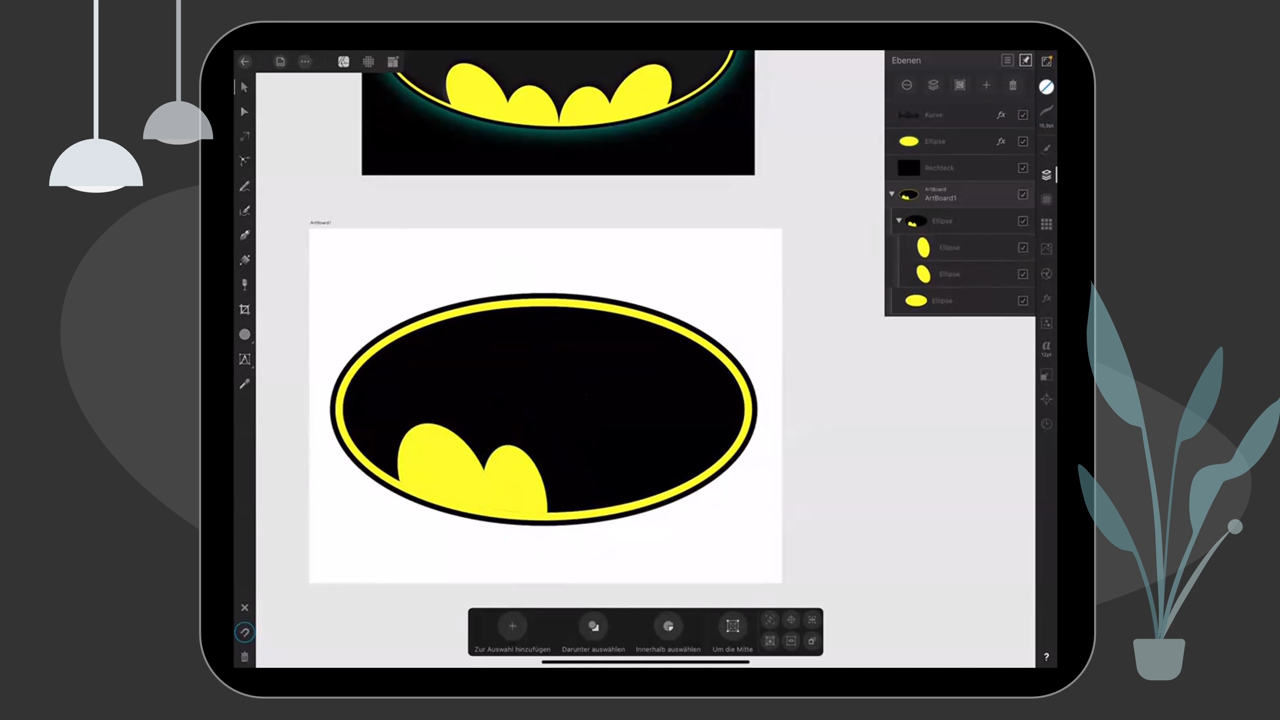 Ebenen
Kurve
Ellipse
Rechteck
ArtBoard
ArtBoard1
Ellipse
Ellipse
Ellipse
Ellipse
ArtBoard1
Zur Auswahl hinzufügen
Darunter auswählen
Innerhalb auswählen
Um die Mitte